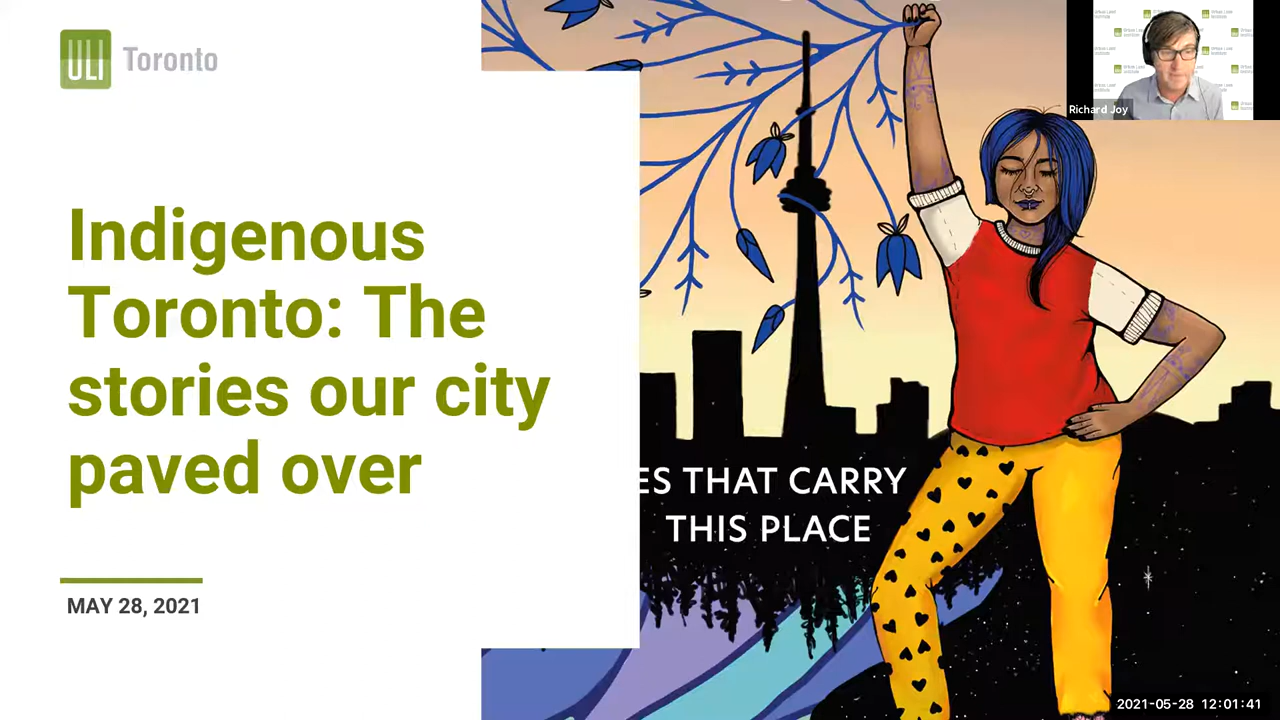 ULI Toronto
Richard Joy
Indigenous
Toronto: The
stories our city
paved over
ES THAT CARRY
THIS PLACE
MAY 28, 2021
2021-05-28 12:01:41